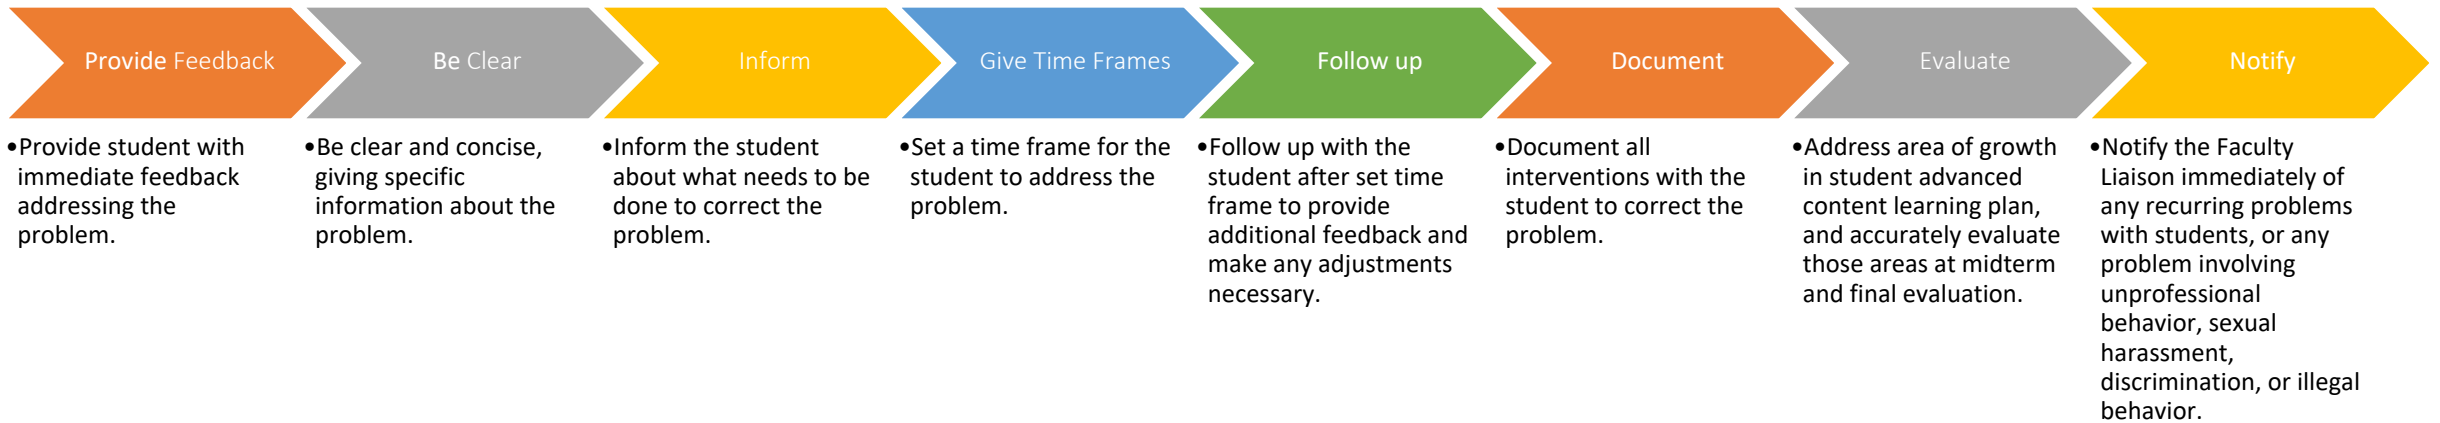 Provide Feedback
•Provide student with
immediate feedback
addressing the
problem.
Be Clear
•Be clear and concise,
giving specific
information about the
problem.
Inform
•Inform the student
about what needs to be
done to correct the
problem.
Give Time Frames
•Set a time frame for the
student to address the
problem.
Follow up
•Follow up with the
student after set time
frame to provide
additional feedback and
make any adjustments
necessary.
Document
•Document all
interventions with the
student to correct the
problem.
Evaluate
•Address area of growth
in student advanced
content learning plan,
and accurately evaluate
those areas at midterm
and final evaluation.
Notify
•Notify the Faculty
Liaison immediately of
any recurring problems
with students, or any
problem involving
unprofessional
behavior, sexual
harassment,
discrimination, or illegal
behavior.